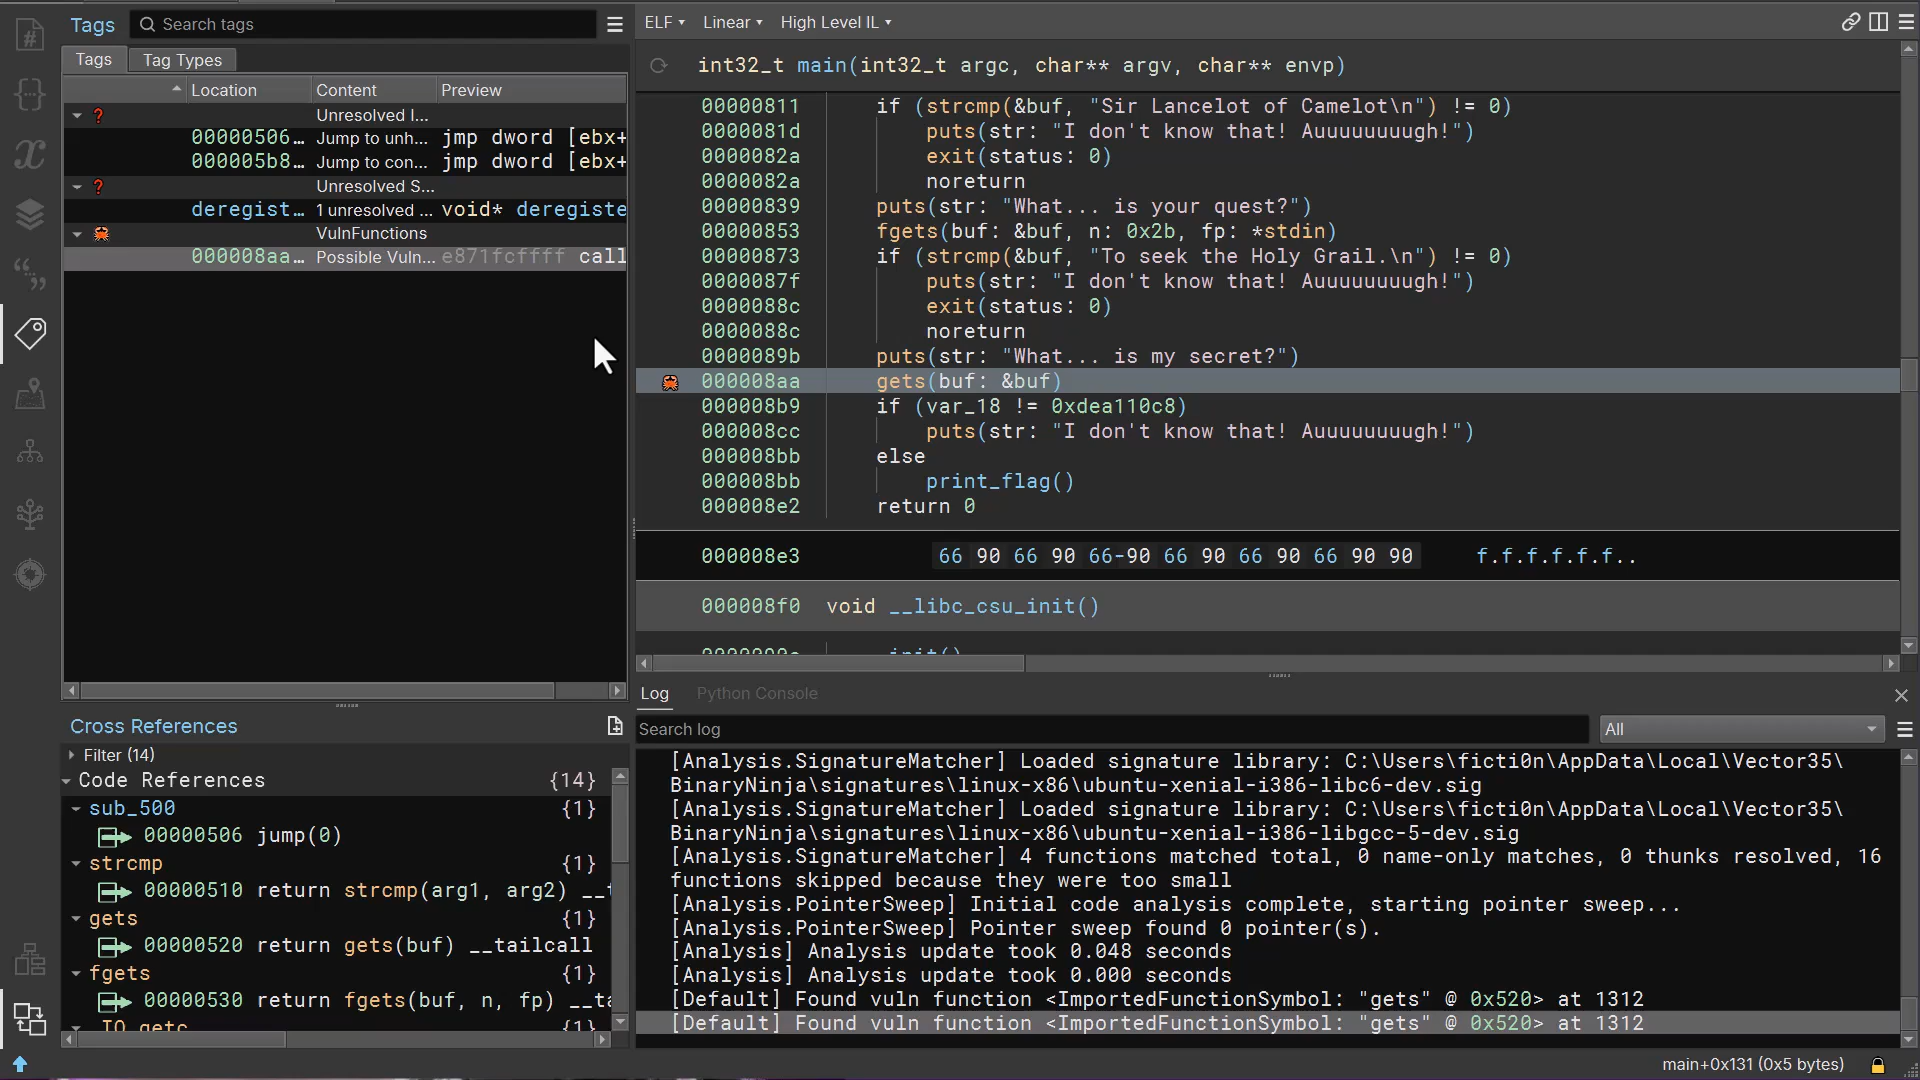 Tags
Search tags
Tags
Tag Types
Location
Content
Preview
Unresolved I...
00000506… Jump to unh... jmp dword [ebx+
000005b8… Jump to con... jmp dword [ebx+
Unresolved S...
deregist… 1 unresolved ... void* deregiste
VulnFunctions
000008aa… Possible Vuln... e871fcffff call
Cross References
Filter (14)
Code References {14}
sub_500 {1}
00000506 jump(0)
strcmp {1}
00000510 return strcmp(arg1, arg2) __t
gets {1}
00000520 return gets(buf) __tailcall
fgets {1}
00000530 return fgets(buf, n, fp) __ta
IO getc {1}
ELF
Linear
High Level IL
int32_t main(int32_t argc, char** argv, char** envp)
00000811 if (strcmp(&buf, "Sir Lancelot of Camelot\n") != 0)
0000081d puts(str: "I don't know that! Auuuuuuuugh!")
0000082a exit(status: 0)
0000082a noreturn
00000839 puts(str: "What... is your quest?")
00000853 fgets(buf: &buf, n: 0x2b, fp: *stdin)
00000873 if (strcmp(&buf, "To seek the Holy Grail.\n") != 0)
0000087f puts(str: "I don't know that! Auuuuuuuugh!")
0000088c exit(status: 0)
0000088c noreturn
0000089b puts(str: "What... is my secret?")
000008aa gets(buf: &buf)
000008b9 if (var_18 != 0xdea110c8)
000008cc puts(str: "I don't know that! Auuuuuuuugh!")
000008bb else
000008bb print_flag()
000008e2 return 0
000008e3 66 90 66 90 66-90 66 90 66 90 66 90 90 f.f.f.f.f.f..
000008f0 void __libc_csu_init()
Log
Python Console
Search log
All
[Analysis.SignatureMatcher] Loaded signature library: C:\Users\ficti0n\AppData\Local\Vector35\
BinaryNinja\signatures\linux-x86\ubuntu-xenial-i386-libc6-dev.sig
[Analysis.SignatureMatcher] Loaded signature library: C:\Users\ficti0n\AppData\Local\Vector35\
BinaryNinja\signatures\linux-x86\ubuntu-xenial-i386-libgcc-5-dev.sig
[Analysis.SignatureMatcher] 4 functions matched total, 0 name-only matches, 0 thunks resolved, 16
functions skipped because they were too small
[Analysis.PointerSweep] Initial code analysis complete, starting pointer sweep...
[Analysis.PointerSweep] Pointer sweep found 0 pointer(s).
[Analysis] Analysis update took 0.048 seconds
[Analysis] Analysis update took 0.000 seconds
[Default] Found vuln function <ImportedFunctionSymbol: "gets" @ 0x520> at 1312
[Default] Found vuln function <ImportedFunctionSymbol: "gets" @ 0x520> at 1312
main+0x131 (0x5 bytes)